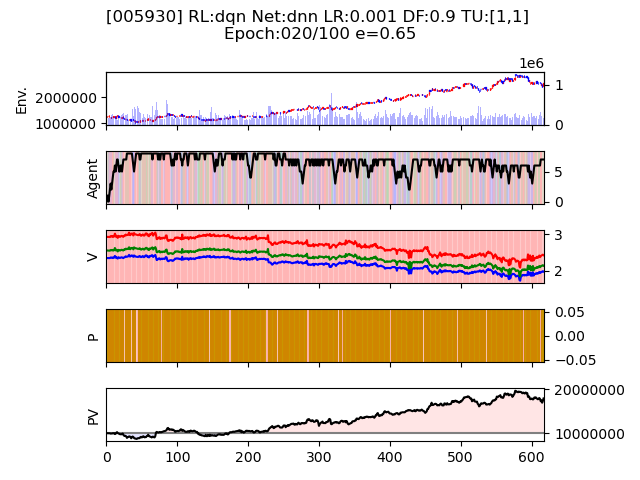 [005930] RL:dqn Net:dnn LR:0.001 DF:0.9 TU:[1,1]
Epoch:020/100 e=0.65
1e6
Env.
2000000
1000000
1
0
Agent
5
0
V
3
2
P
0.05
0.00
−0.05
PV
20000000
10000000
0 100 200 300 400 500 600